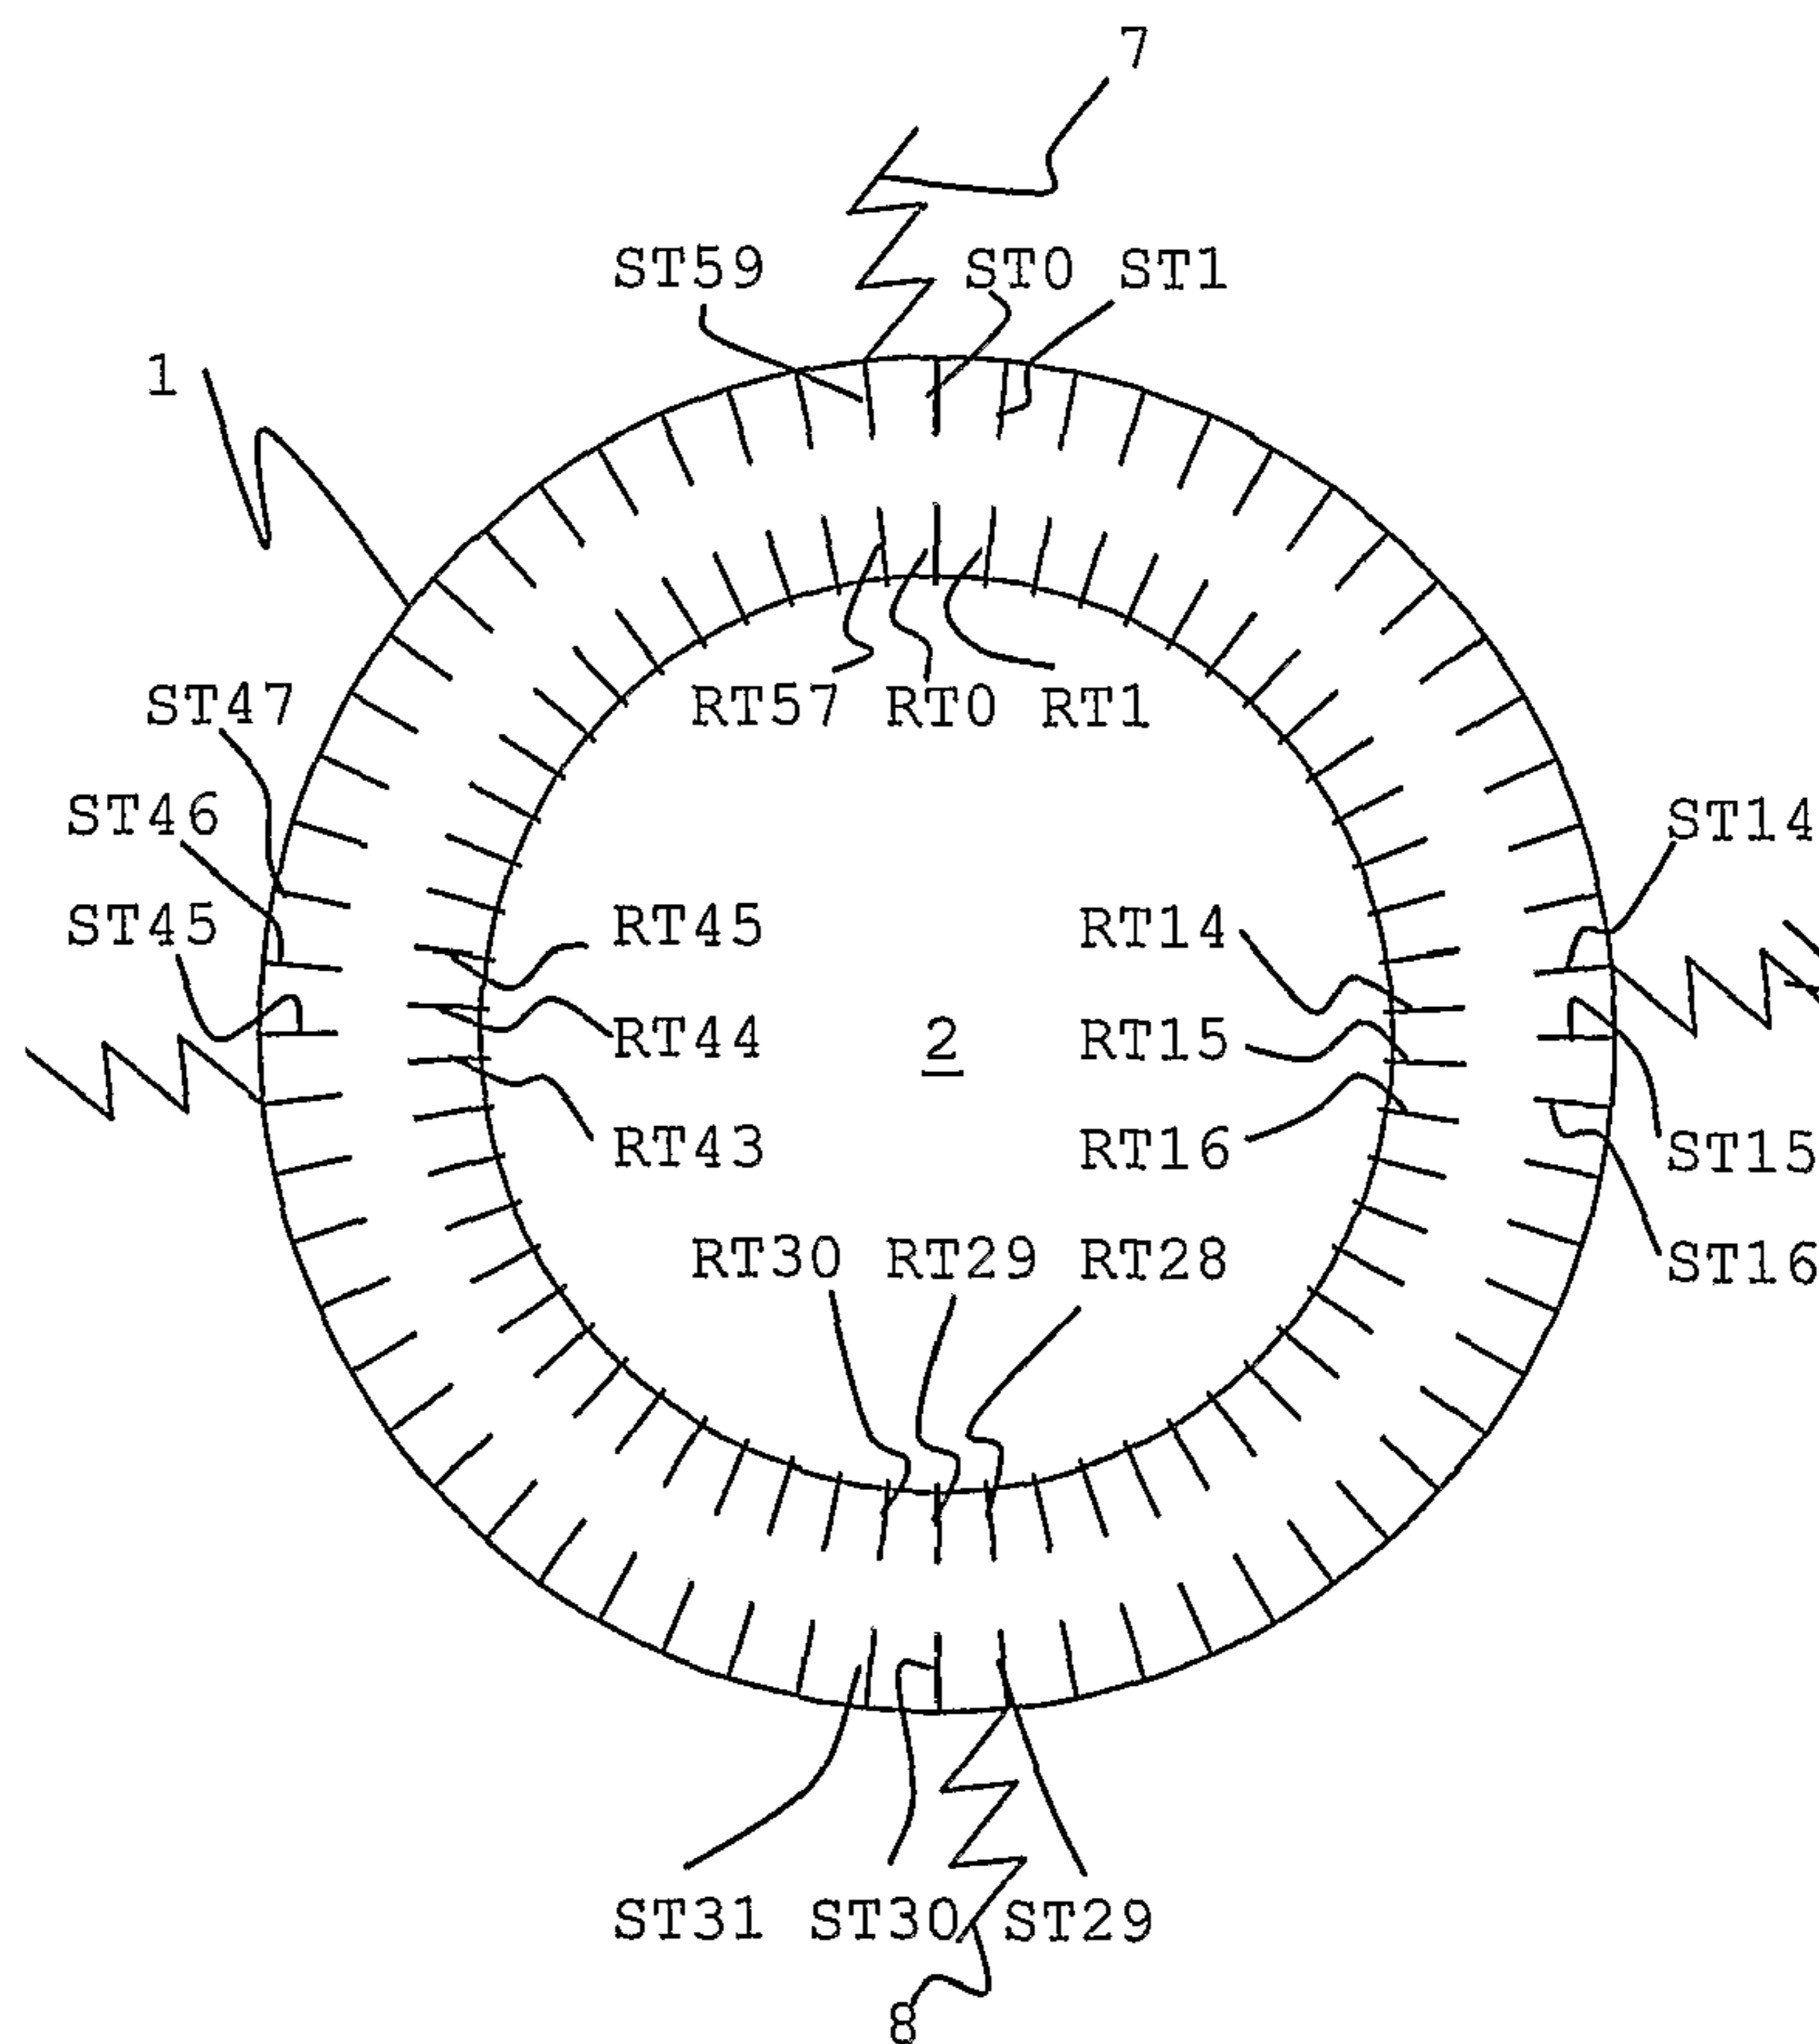 7
ST59 ST0 ST1
1
RT57 RT0 RT1
ST47
ST46
ST14
ST45
RT45
RT14
RT44
2
RT15
RT43
RT16
ST15
RT30 RT29 RT28
ST16
ST31 ST30 ST29
8